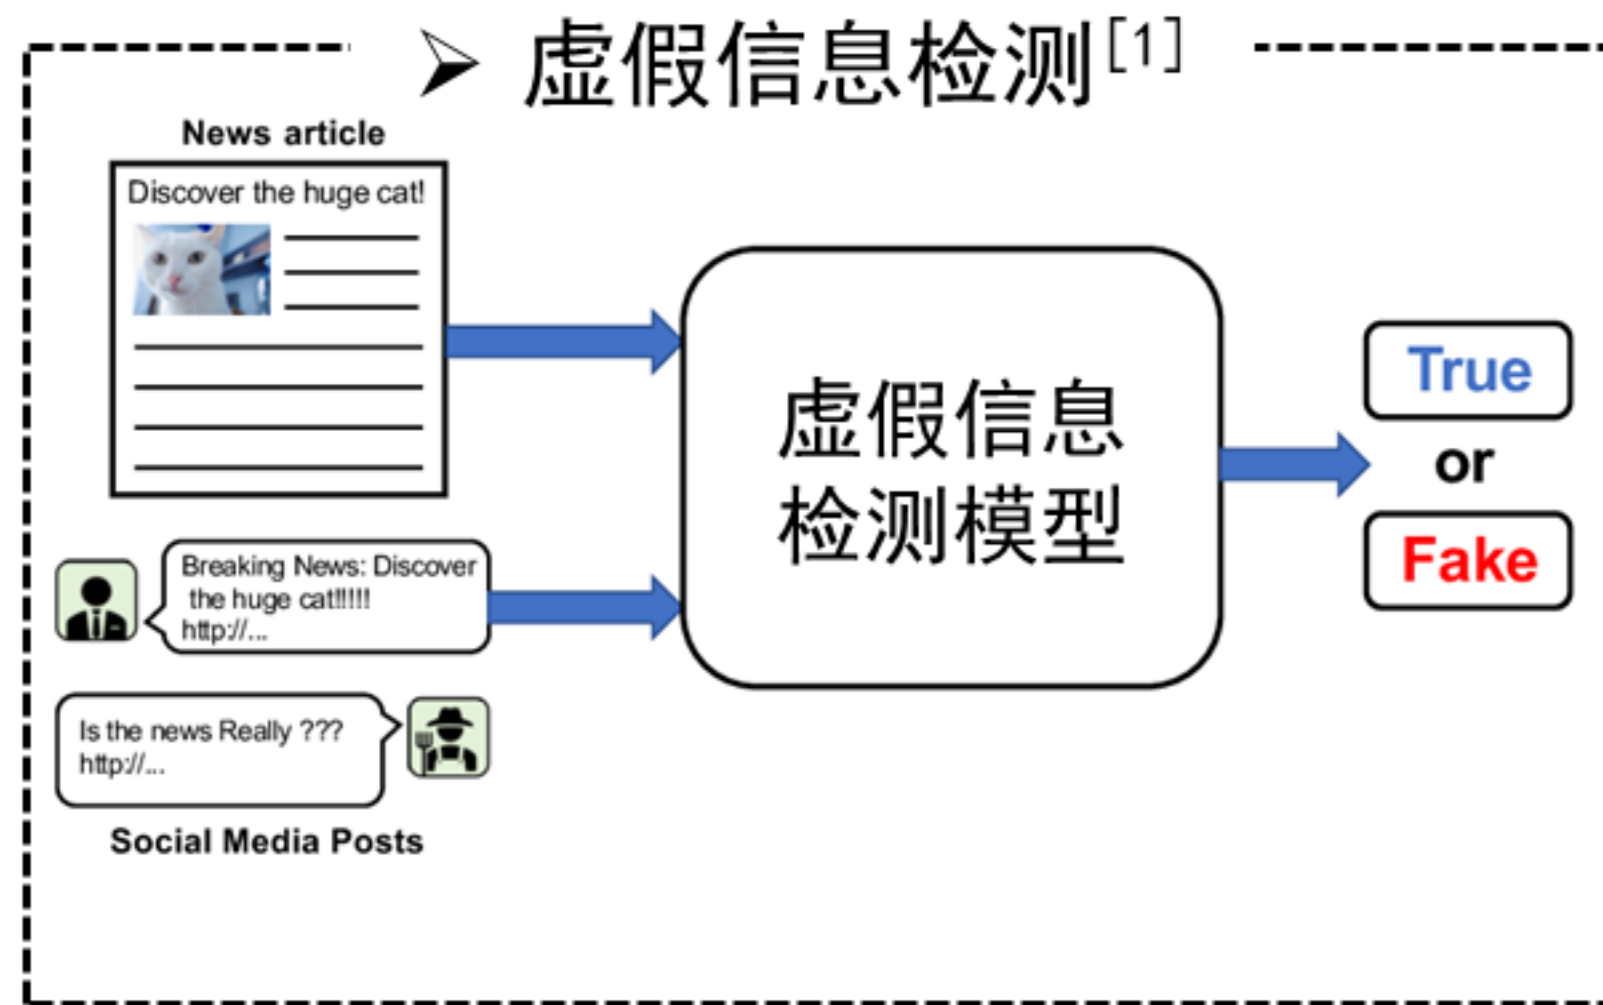 ➢ 虚假信息检测[1]
News article
Discover the huge cat!
虚假信息
检测模型
True
or
Fake
Breaking News: Discover
the huge cat!!!!!
http://...
Is the news Really ???
http://...
Social Media Posts